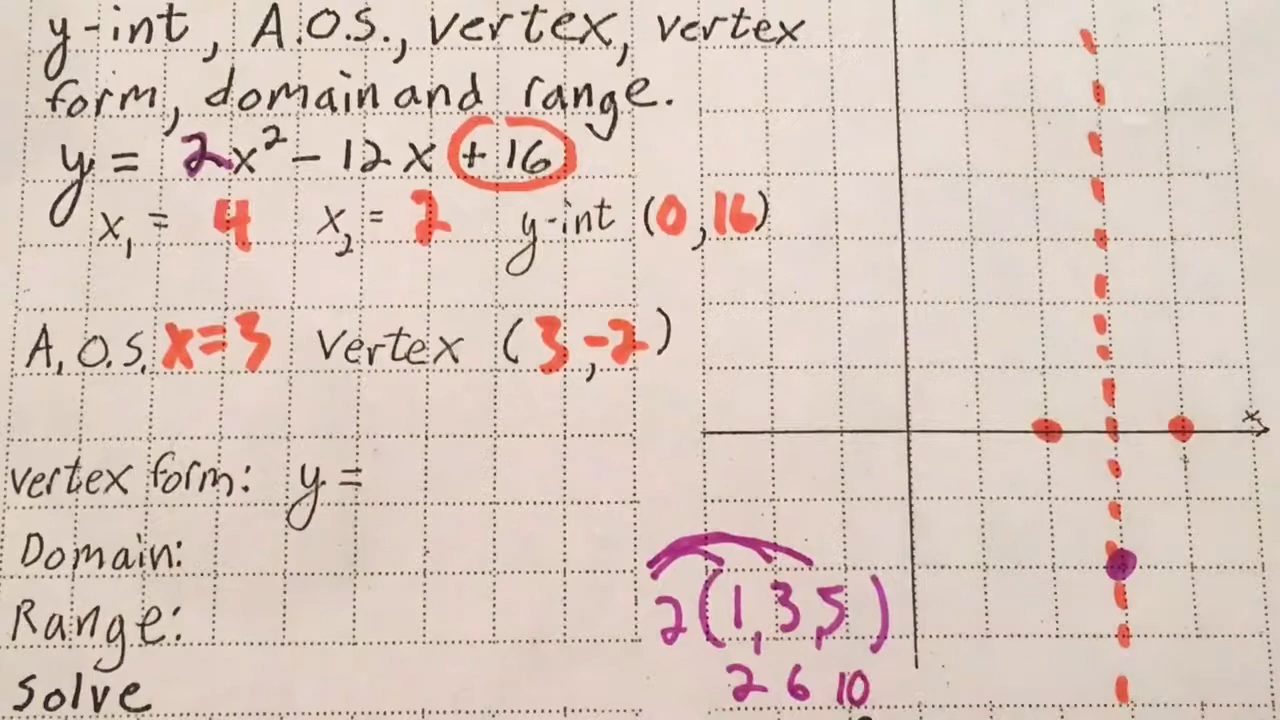 y-int, A.O.S., vertex, vertex
form, domain and range.
y = 2x² - 12x + 16
x₁ = 4 x₂ = 2 y-int (0, 16)
A.O.S. x=3 vertex (3, -2)
x
vertex form: y =
Domain:
2(1, 3, 5)
Range:
2 6 10
Solve